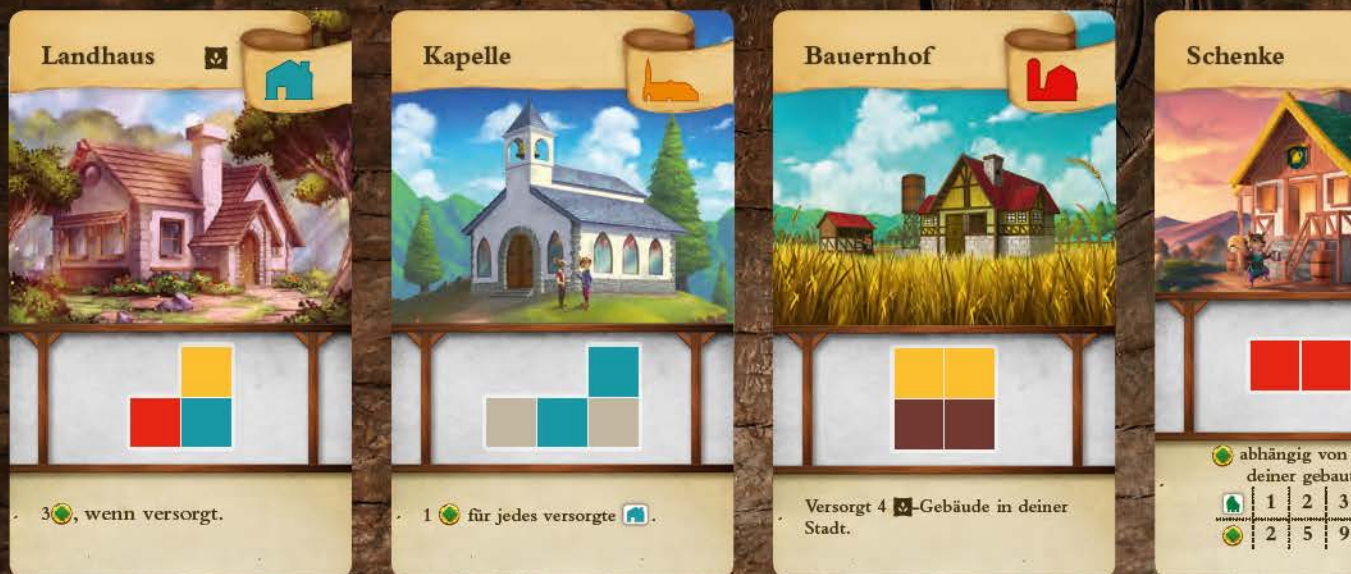 Landhaus
Kapelle
Bauernhof
Schenke
3, wenn versorgt.
1 für jedes versorgte .
Versorgt 4 -Gebäude in deiner
Stadt.
abhängig von
deiner
1 2 3
2 5 9